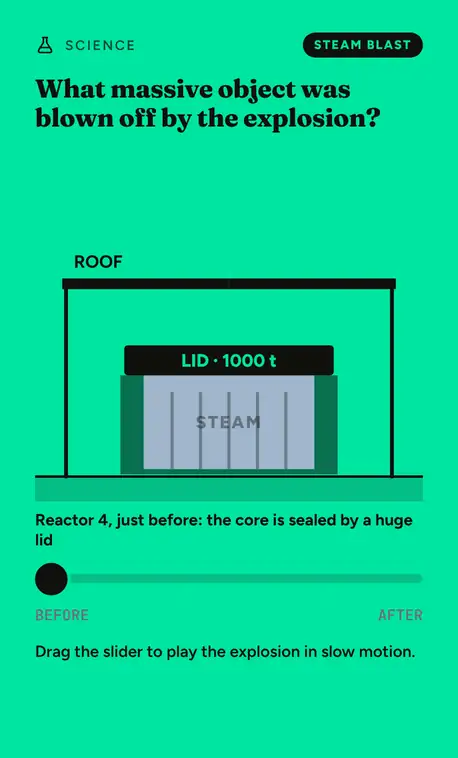 SCIENCE
STEAM BLAST
What massive object was
blown off by the explosion?
ROOF
LID · 1000 t
STEAM
Reactor 4, just before: the core is sealed by a huge
lid
BEFORE
AFTER
Drag the slider to play the explosion in slow motion.